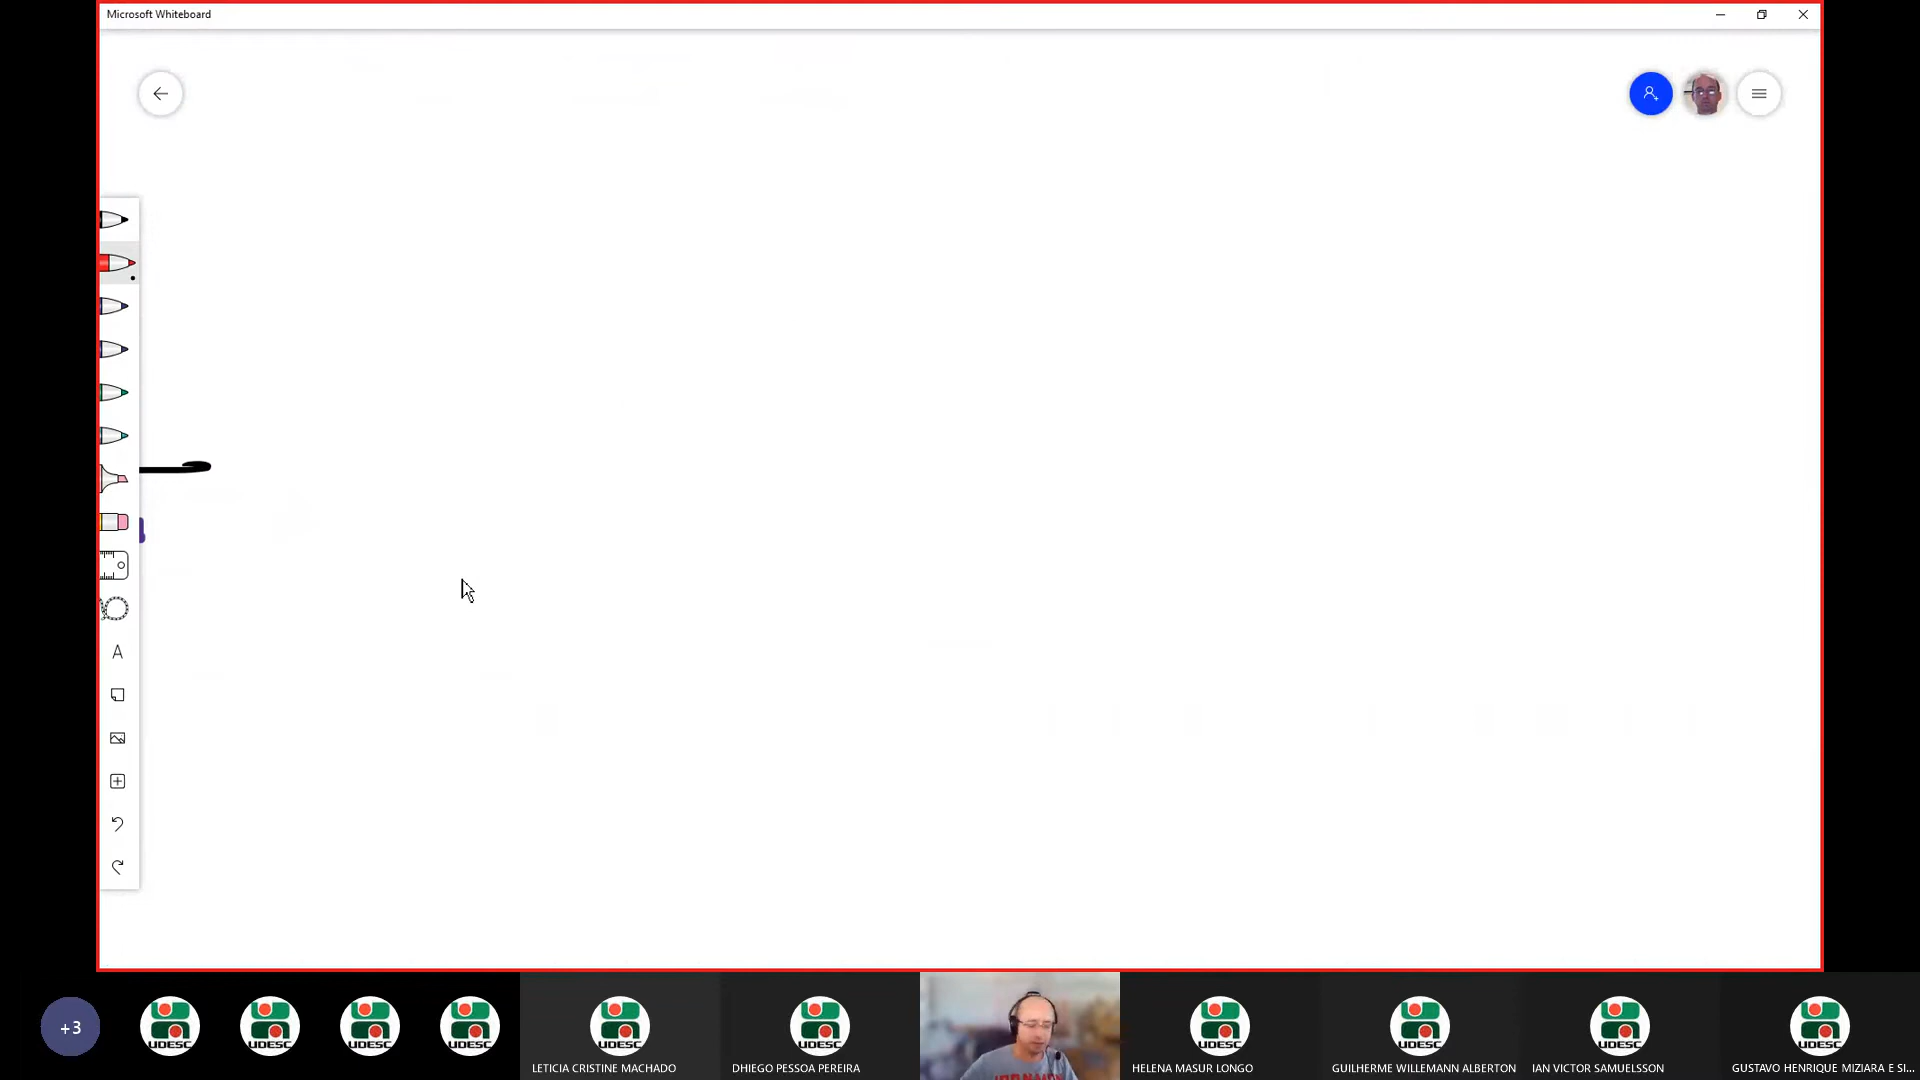 Microsoft Whiteboard
A
+3
UDESC
UDESC
UDESC
UDESC
UDESC
LETICIA CRISTINE MACHADO
UDESC
DHIEGO PESSOA PEREIRA
UDESC
HELENA MASUR LONGO
UDESC
GUILHERME WILLEMANN ALBERTON
UDESC
IAN VICTOR SAMUELSSON
UDESC
GUSTAVO HENRIQUE MIZIARA E SI...